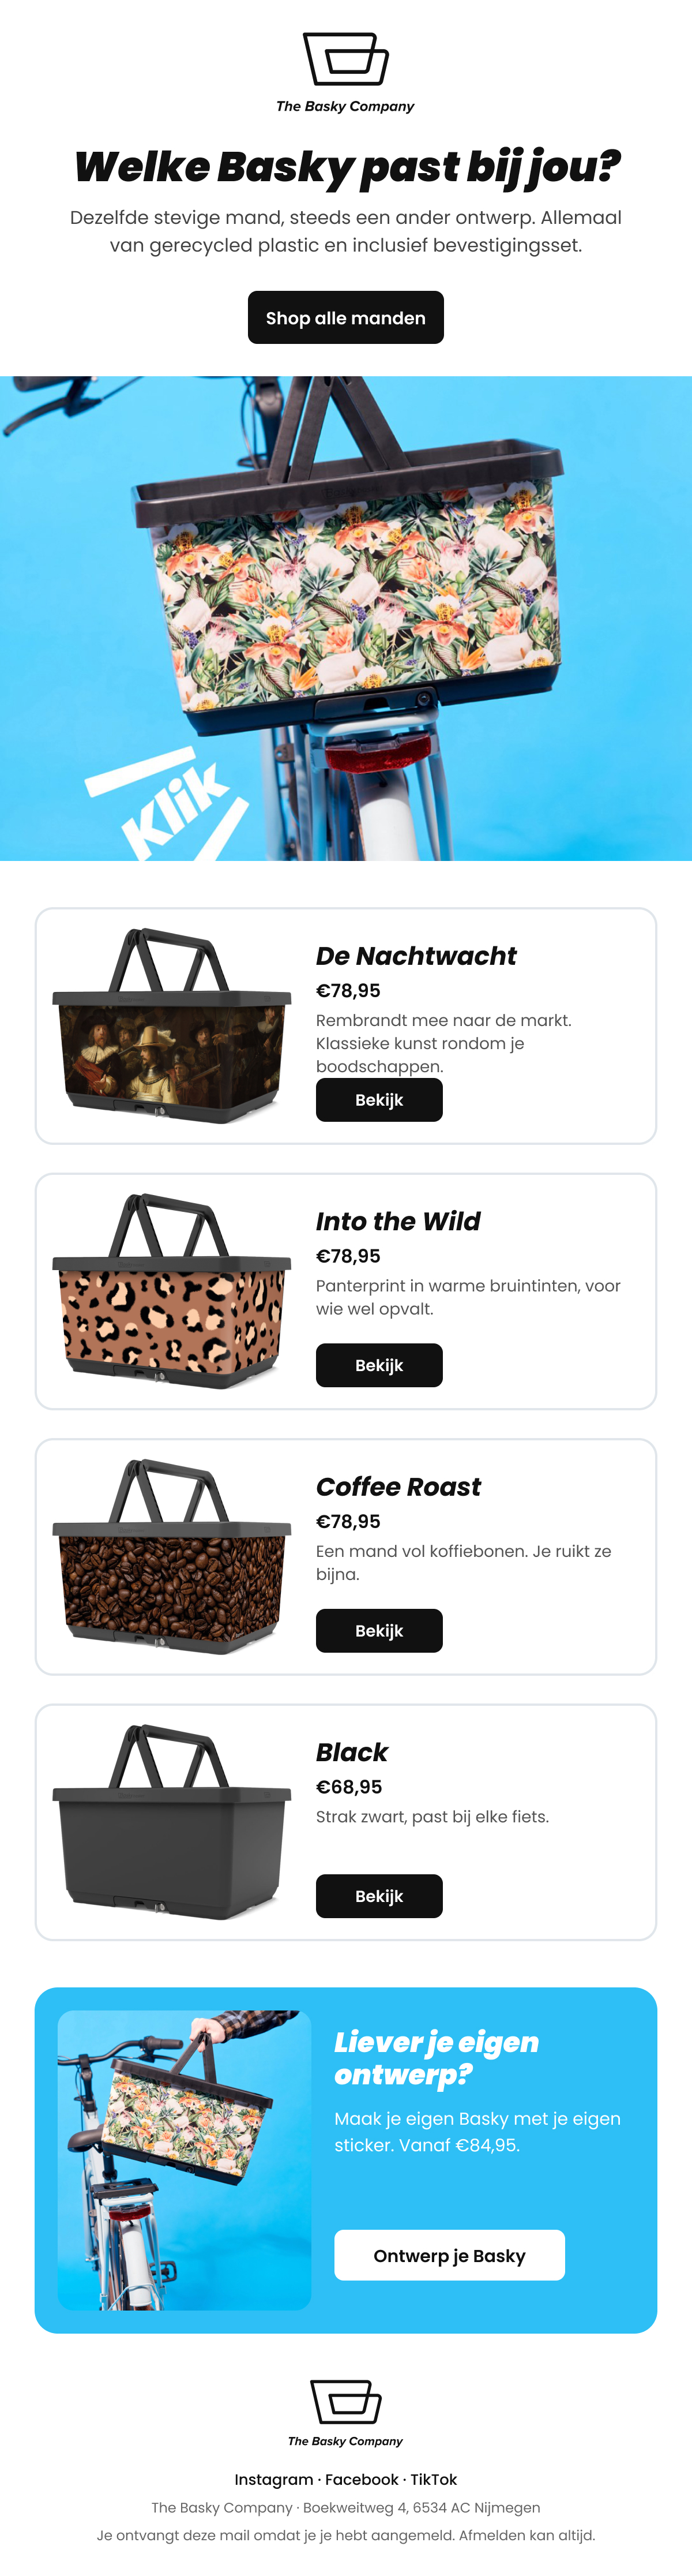 The Basky Company
Welke Basky past bij jou?
Dezelfde stevige mand, steeds een ander ontwerp. Allemaal
van gerecycled plastic en inclusief bevestigingsset.
Shop alle manden
Klik
De Nachtwacht
€78,95
Rembrandt mee naar de markt.
Klassieke kunst rondom je
boodschappen.
Bekijk
Into the Wild
€78,95
Panterprint in warme bruintinten, voor
wie wel opvalt.
Bekijk
Coffee Roast
€78,95
Een mand vol koffiebonen. Je ruikt ze
bijna.
Bekijk
Black
€68,95
Strak zwart, past bij elke fiets.
Bekijk
Liever je eigen
ontwerp?
Maak je eigen Basky met je eigen
sticker. Vanaf €84,95.
Ontwerp je Basky
The Basky Company
Instagram · Facebook · TikTok
The Basky Company · Boekweitweg 4, 6534 AC Nijmegen
Je ontvangt deze mail omdat je je hebt aangemeld. Afmelden kan altijd.